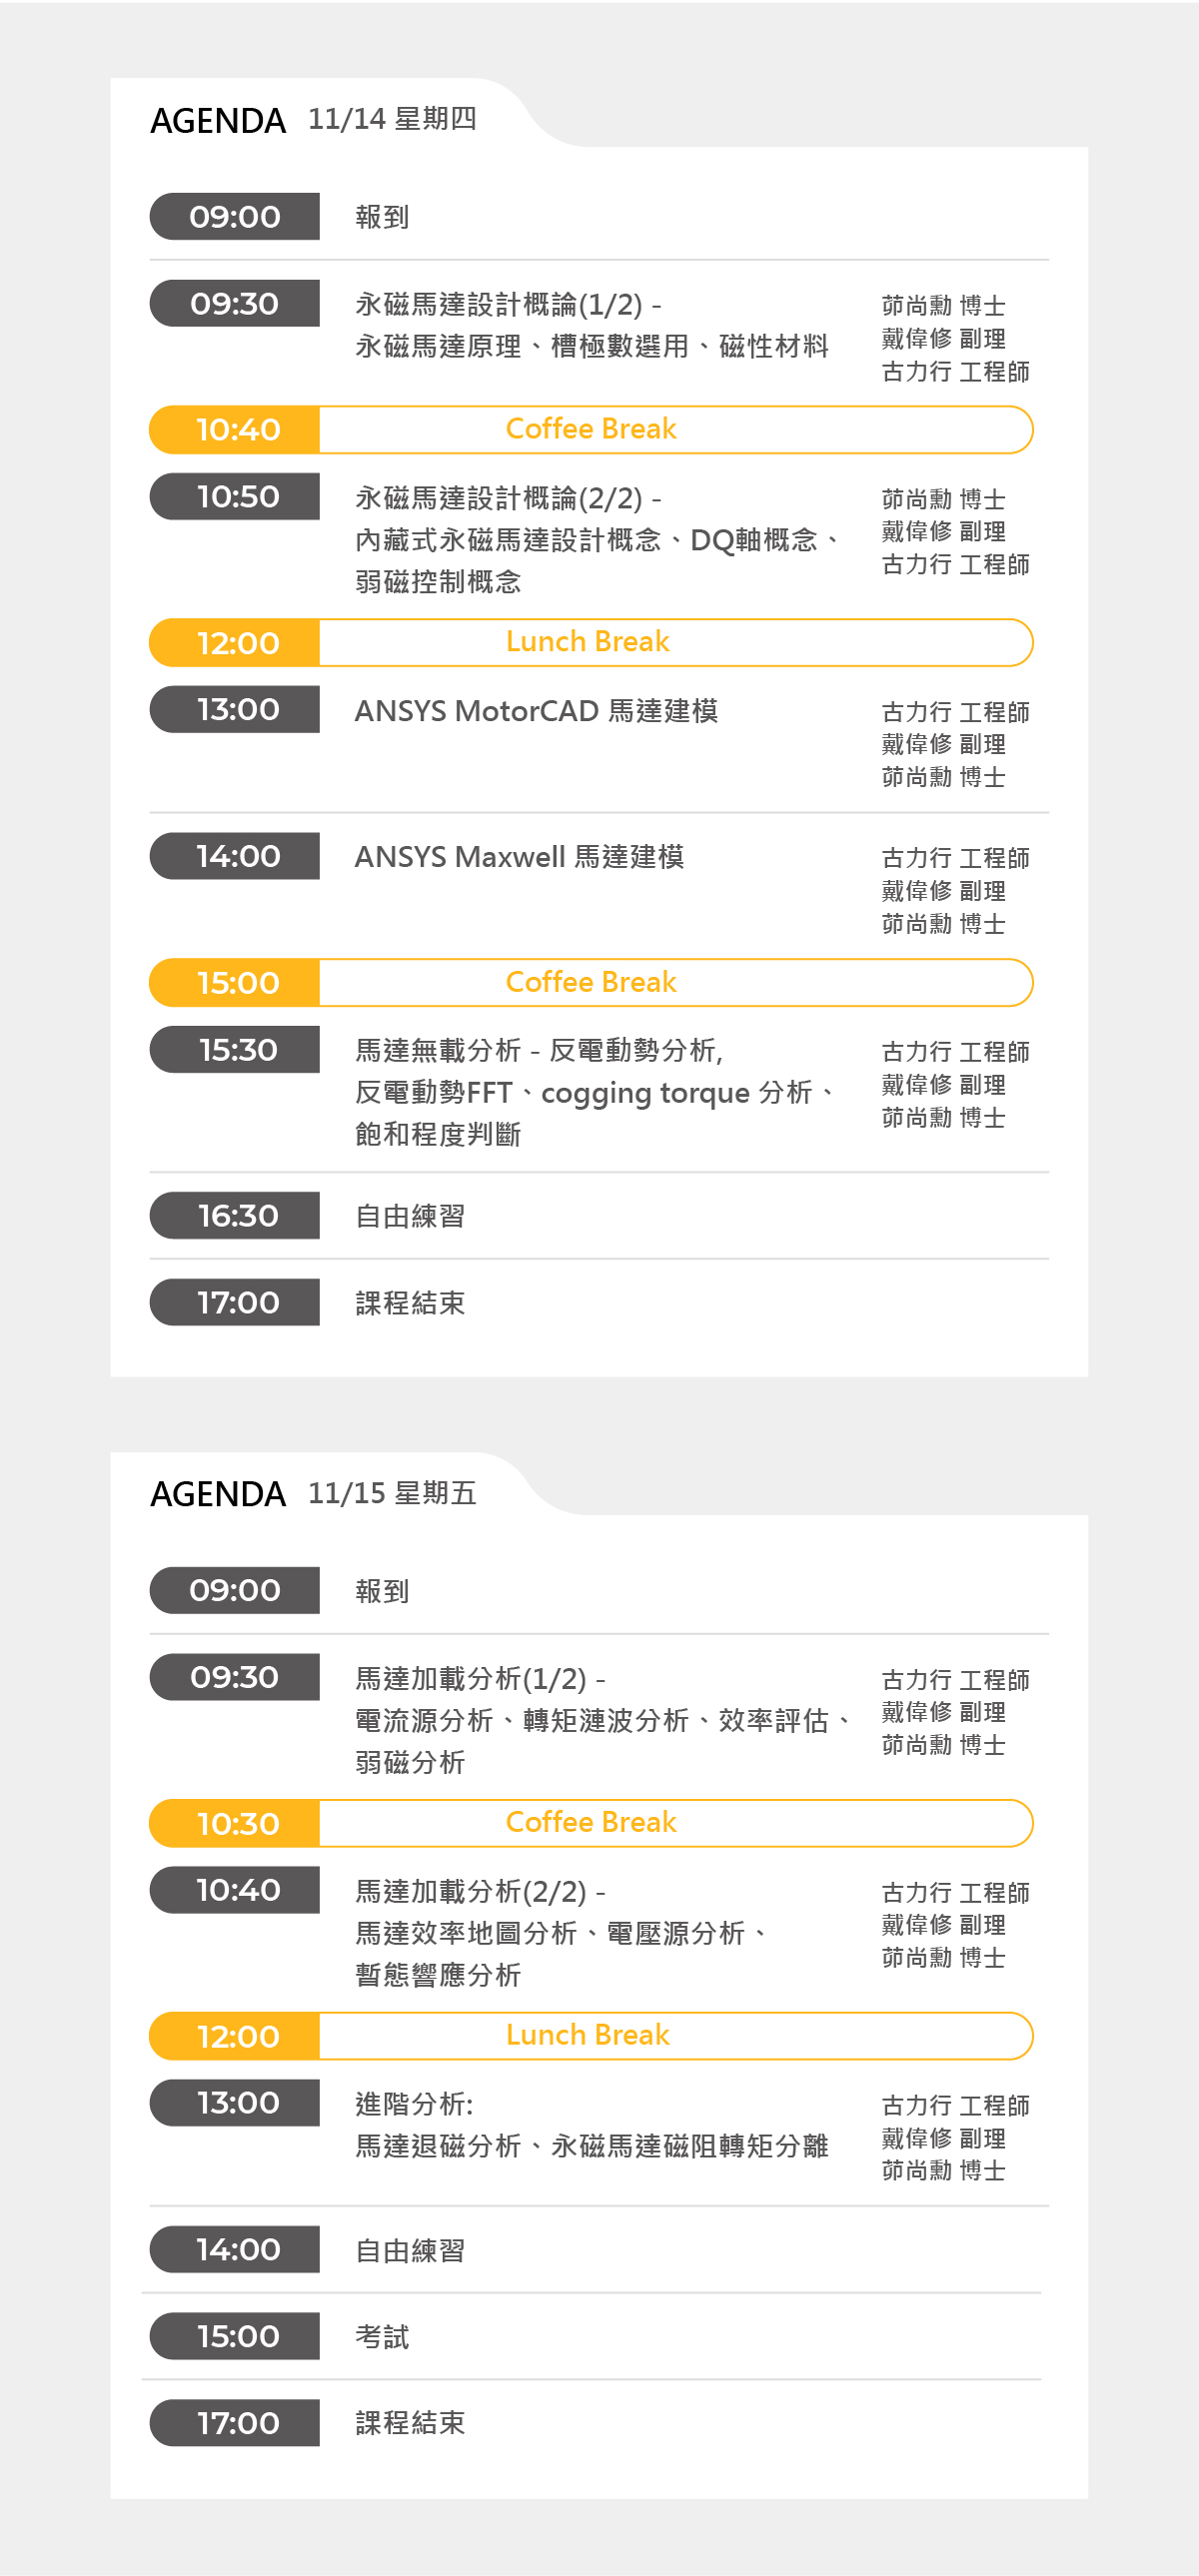 AGENDA 11/14 星期四
09:00 報到
09:30 永磁馬達設計概論(1/2) -
永磁馬達原理、槽極數選用、磁性材料
茆尚勳 博士
戴偉修 副理
古力行 工程師
10:40 Coffee Break
10:50 永磁馬達設計概論(2/2) -
內藏式永磁馬達設計概念、DQ軸概念、
弱磁控制概念
茆尚勳 博士
戴偉修 副理
古力行 工程師
12:00 Lunch Break
13:00 ANSYS MotorCAD 馬達建模
古力行 工程師
戴偉修 副理
茆尚勳 博士
14:00 ANSYS Maxwell 馬達建模
古力行 工程師
戴偉修 副理
茆尚勳 博士
15:00 Coffee Break
15:30 馬達無載分析 - 反電動勢分析,
反電動勢FFT、cogging torque 分析、
飽和程度判斷
古力行 工程師
戴偉修 副理
茆尚勳 博士
16:30 自由練習
17:00 課程結束
AGENDA 11/15 星期五
09:00 報到
09:30 馬達加載分析(1/2) -
電流源分析、轉矩漣波分析、效率評估、
弱磁分析
古力行 工程師
戴偉修 副理
茆尚勳 博士
10:30 Coffee Break
10:40 馬達加載分析(2/2) -
馬達效率地圖分析、電壓源分析、
暫態響應分析
古力行 工程師
戴偉修 副理
茆尚勳 博士
12:00 Lunch Break
13:00 進階分析:
馬達退磁分析、永磁馬達磁阻轉矩分離
古力行 工程師
戴偉修 副理
茆尚勳 博士
14:00 自由練習
15:00 考試
17:00 課程結束